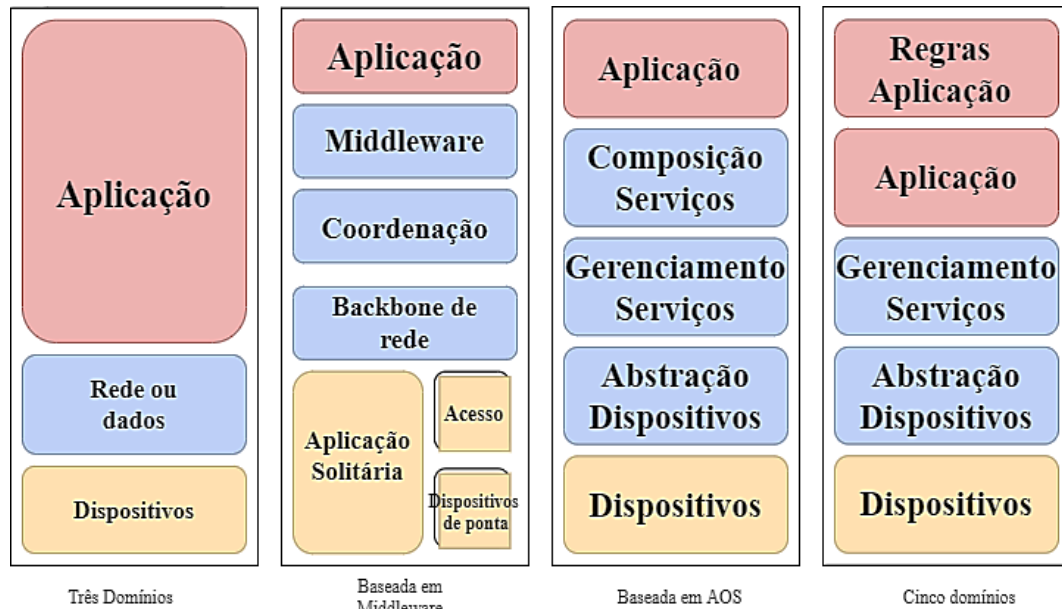 Aplicação
Rede ou
dados
Dispositivos
Três Domínios
Aplicação
Middleware
Coordenação
Backbone de
rede
Aplicação
Solitária
Acesso
Dispositivos
de ponta
Baseada em
Middleware
Aplicação
Composição
Serviços
Gerenciamento
Serviços
Abstração
Dispositivos
Dispositivos
Baseada em AOS
Regras
Aplicação
Aplicação
Gerenciamento
Serviços
Abstração
Dispositivos
Dispositivos
Cinco domínios